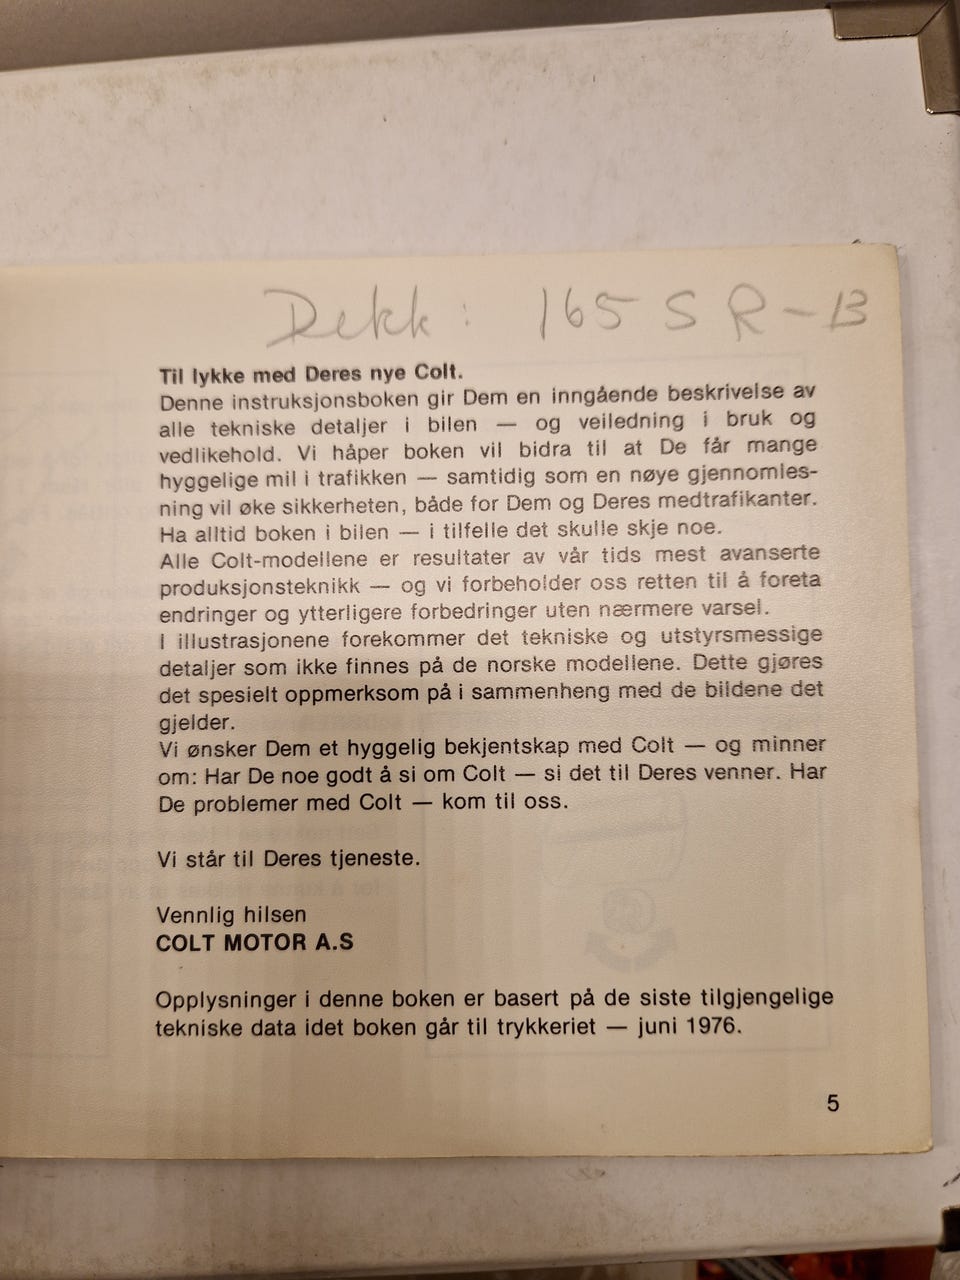 Dekk: 165 SR-13
Til lykke med Deres nye Colt.
Denne instruksjonsboken gir Dem en inngående beskrivelse av
alle tekniske detaljer i bilen — og veiledning i bruk og
vedlikehold. Vi håper boken vil bidra til at De får mange
hyggelige mil i trafikken — samtidig som en nøye gjennomles-
ning vil øke sikkerheten, både for Dem og Deres medtrafikanter.
Ha alltid boken i bilen — i tilfelle det skulle skje noe.
Alle Colt-modellene er resultater av vår tids mest avanserte
produksjonsteknikk — og vi forbeholder oss retten til å foreta
endringer og ytterligere forbedringer uten nærmere varsel.
I illustrasjonene forekommer det tekniske og utstyrsmessige
detaljer som ikke finnes på de norske modellene. Dette gjøres
det spesielt oppmerksom på i sammenheng med de bildene det
gjelder.
Vi ønsker Dem et hyggelig bekjentskap med Colt — og minner
om: Har De noe godt å si om Colt — si det til Deres venner. Har
De problemer med Colt — kom til oss.
Vi står til Deres tjeneste.
Vennlig hilsen
COLT MOTOR A.S
Opplysninger i denne boken er basert på de siste tilgjengelige
tekniske data idet boken går til trykkeriet — juni 1976.
5